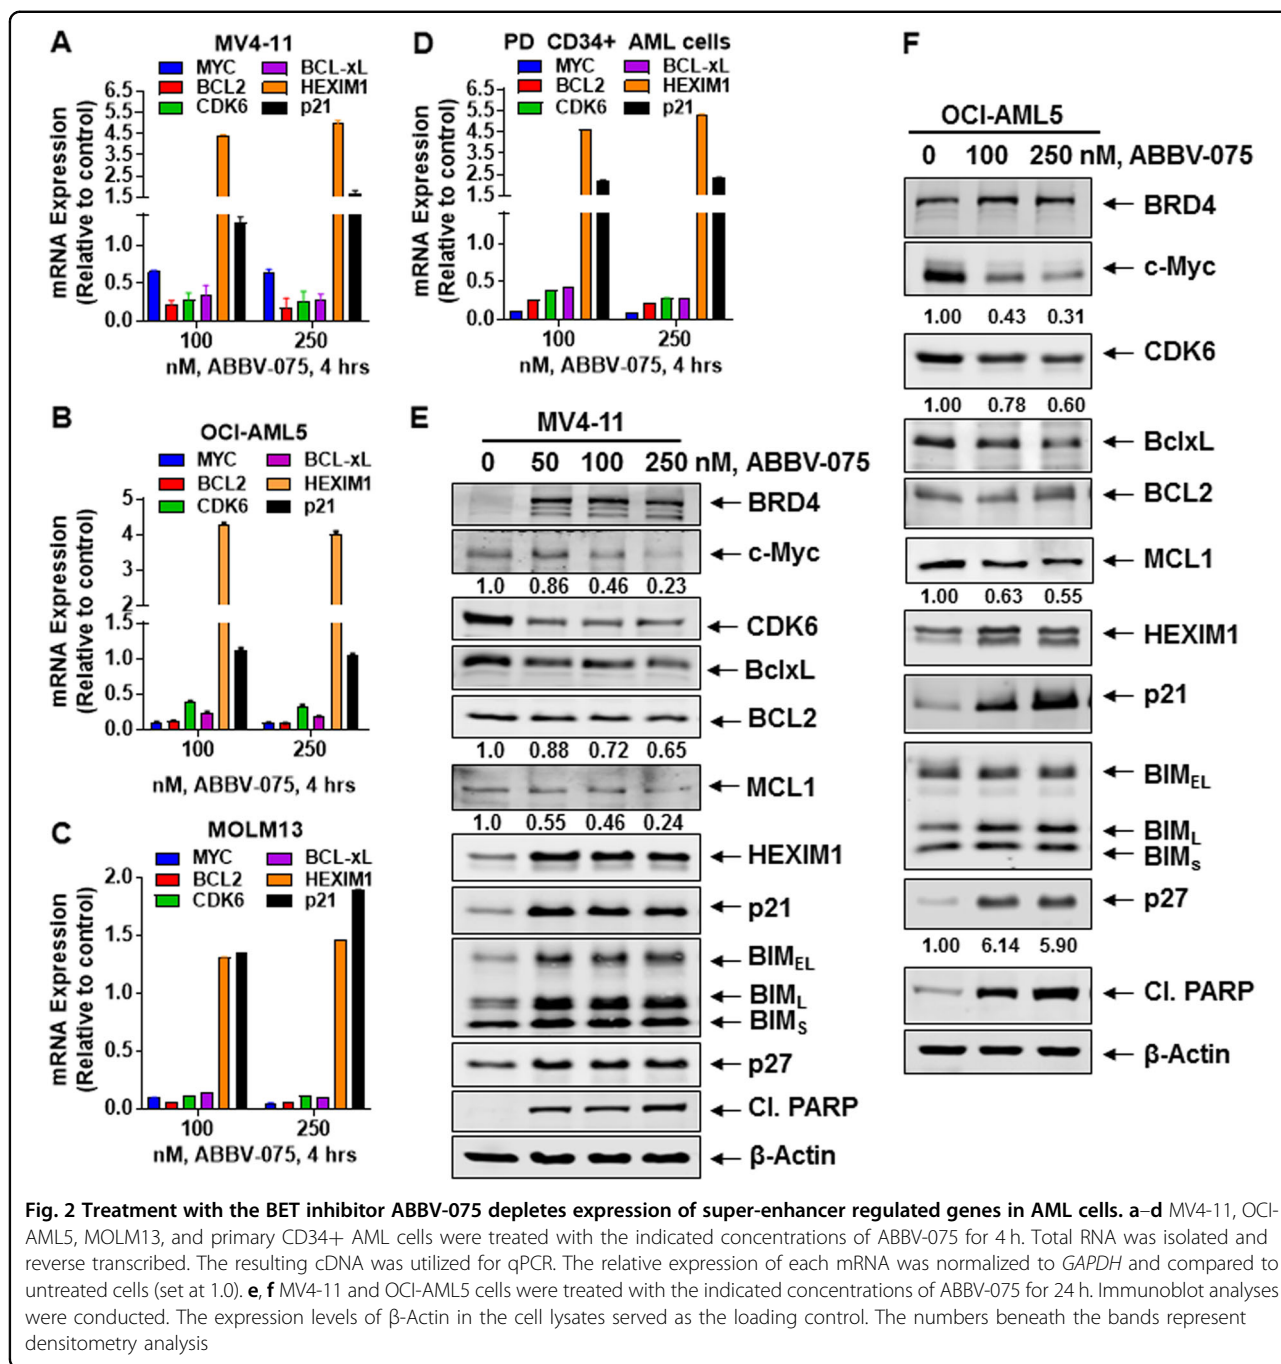 A
MV4-11
MYC BCL-xL
BCL2 HEXIM1
CDK6 p21
mRNA Expression
(Relative to control)
6.5
5.5
4.5
3.5
2.5
1.5
1.0
0.5
0.0
100 250
nM, ABBV-075, 4 hrs
B
OCI-AML5
MYC BCL-xL
BCL2 HEXIM1
CDK6 p21
mRNA Expression
(Relative to control)
5
4
3
2
1.5
1.0
0.5
0.0
100 250
nM, ABBV-075, 4 hrs
C
MOLM13
MYC BCL-xL
BCL2 HEXIM1
CDK6 p21
mRNA Expression
(Relative to control)
2.0
1.5
1.0
0.5
0.0
100 250
nM, ABBV-075, 4 hrs
D
PD CD34+ AML cells
MYC BCL-xL
BCL2 HEXIM1
CDK6 p21
mRNA Expression
(Relative to control)
6.5
5.5
4.5
3.5
2.5
1.5
1.0
0.5
0.0
100 250
nM, ABBV-075, 4 hrs
E
MV4-11
0 50 100 250 nM, ABBV-075
BRD4
c-Myc
1.0 0.86 0.46 0.23
CDK6
BclxL
BCL2
1.0 0.88 0.72 0.65
MCL1
1.0 0.55 0.46 0.24
HEXIM1
p21
BIMEL
BIML
BIMS
p27
Cl. PARP
β-Actin
F
OCI-AML5
0 100 250 nM, ABBV-075
BRD4
c-Myc
1.00 0.43 0.31
CDK6
1.00 0.78 0.60
BclxL
BCL2
MCL1
1.00 0.63 0.55
HEXIM1
p21
BIMEL
BIML
BIMS
p27
1.00 6.14 5.90
Cl. PARP
β-Actin
Fig. 2 Treatment with the BET inhibitor ABBV-075 depletes expression of super-enhancer regulated genes in AML cells. a–d MV4-11, OCI-
AML5, MOLM13, and primary CD34+ AML cells were treated with the indicated concentrations of ABBV-075 for 4 h. Total RNA was isolated and
reverse transcribed. The resulting cDNA was utilized for qPCR. The relative expression of each mRNA was normalized to GAPDH and compared to
untreated cells (set at 1.0). e, f MV4-11 and OCI-AML5 cells were treated with the indicated concentrations of ABBV-075 for 24 h. Immunoblot analyses
were conducted. The expression levels of β-Actin in the cell lysates served as the loading control. The numbers beneath the bands represent
densitometry analysis